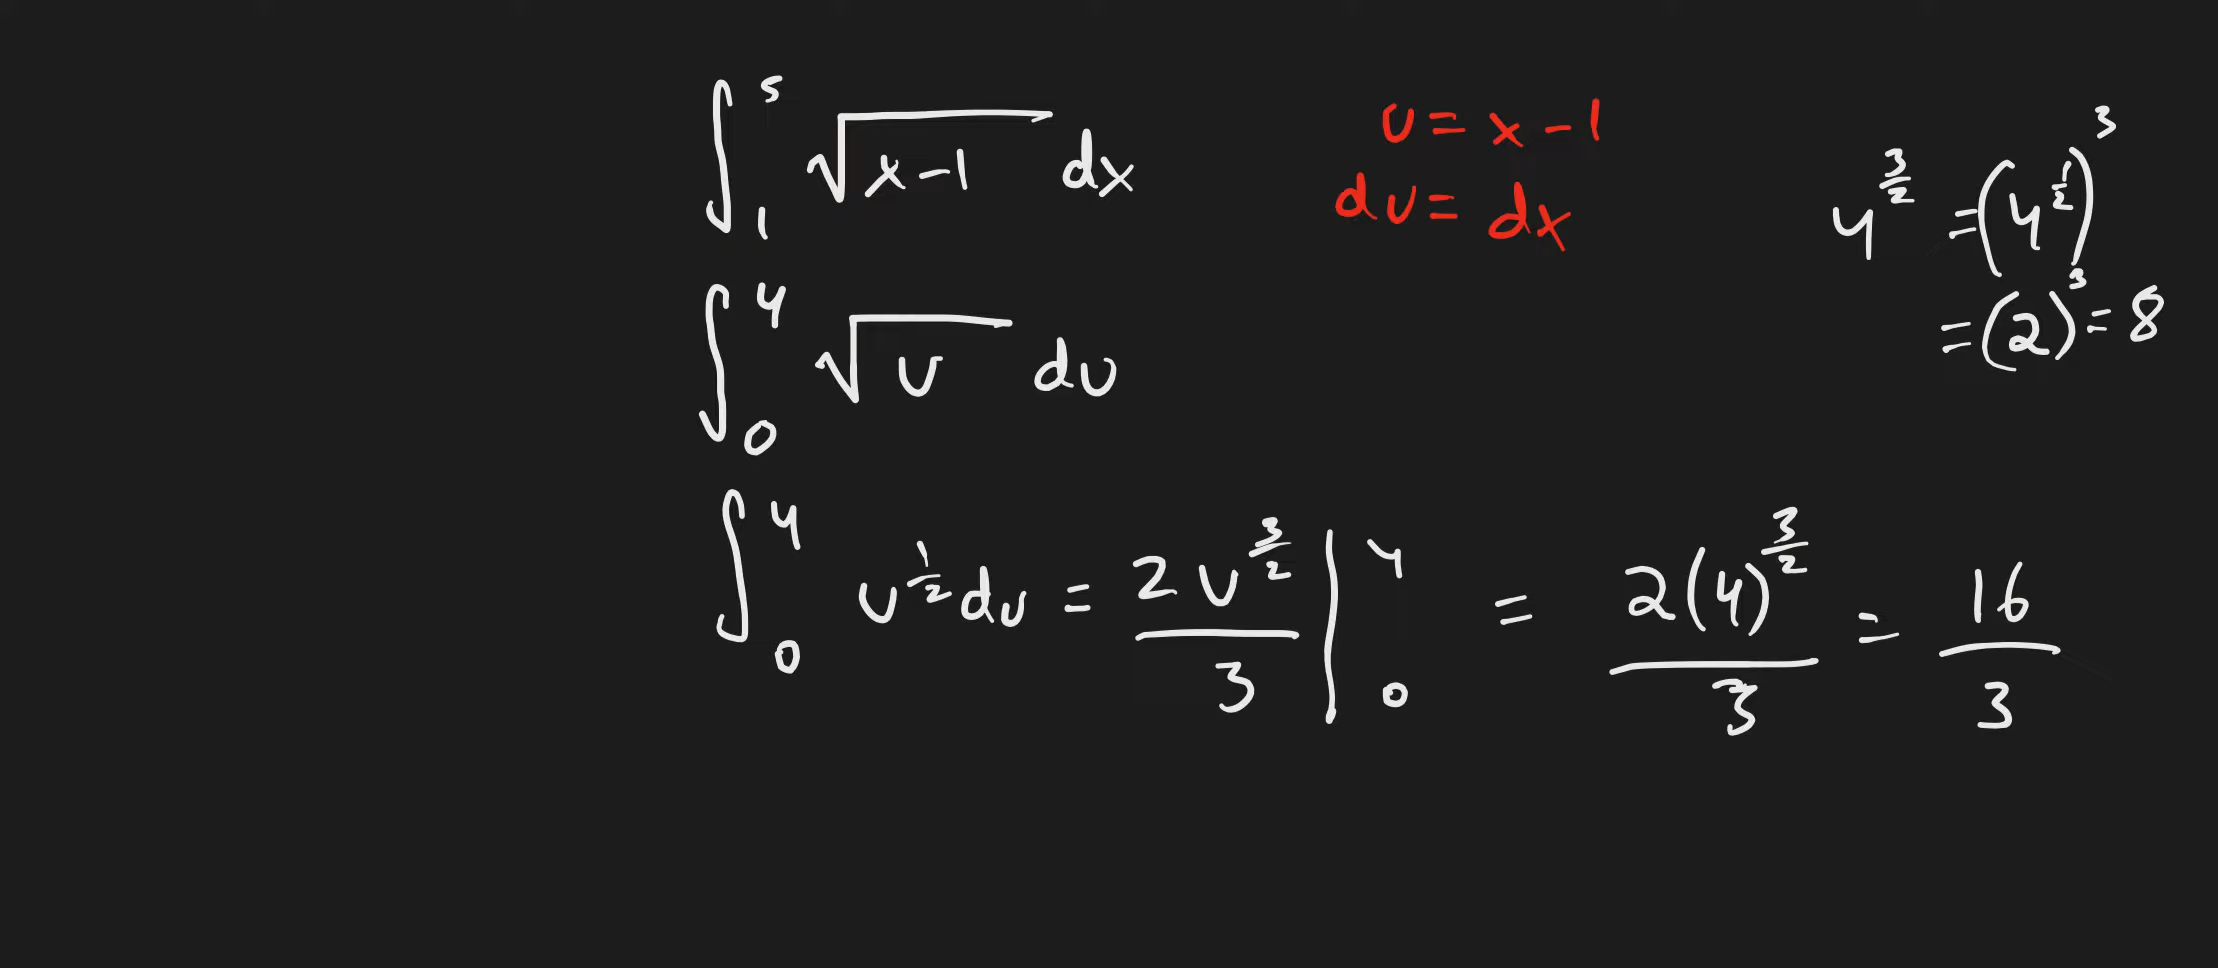 ∫₁⁵ √(x-1) dx
u = x - 1
du = dx
4^(3/2) = (4^(1/2))³
= (2)³ = 8
∫₀⁴ √u du
∫₀⁴ u^(1/2) du = 2u^(3/2)/3 |₀⁴ = 2(4)^(3/2)/3 = 16/3